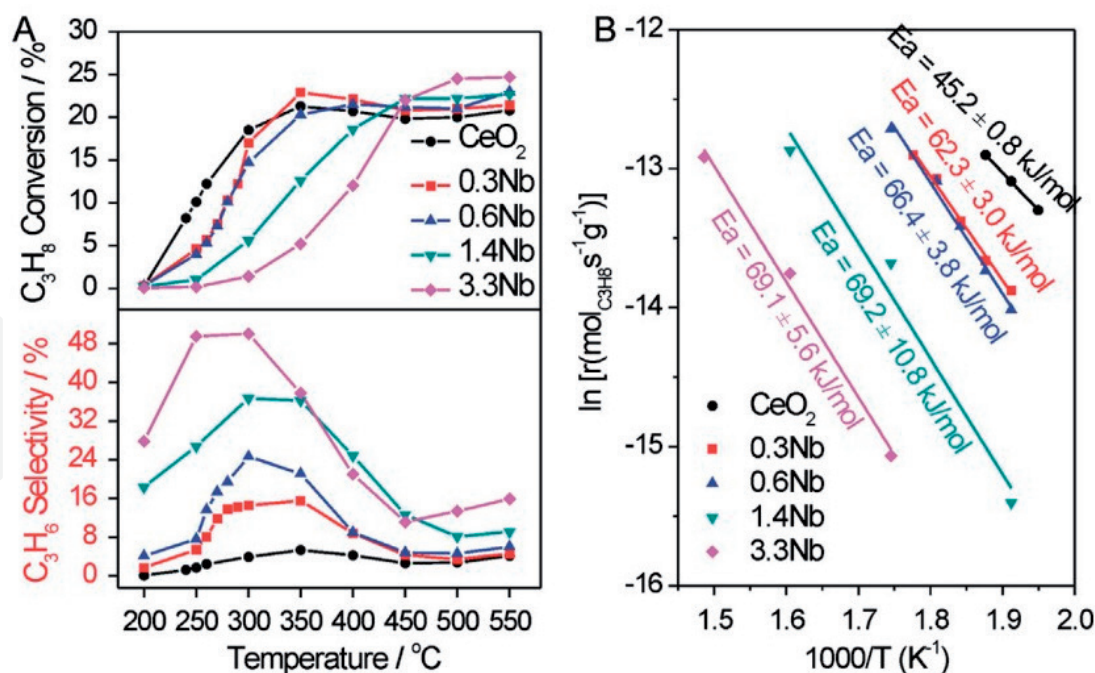 A
C₃H₈ Conversion / %
30
25
20
15
10
5
0
CeO₂
0.3Nb
0.6Nb
1.4Nb
3.3Nb
C₃H₆ Selectivity / %
48
40
32
24
16
8
0
200 250 300 350 400 450 500 550
Temperature / °C
B
ln [r(mol_C3H8 s⁻¹g⁻¹)]
-12
-13
-14
-15
-16
Ea = 45.2 ± 0.8 kJ/mol
Ea = 62.3 ± 3.0 kJ/mol
Ea = 66.4 ± 3.8 kJ/mol
Ea = 69.2 ± 10.8 kJ/mol
Ea = 69.1 ± 5.6 kJ/mol
CeO₂
0.3Nb
0.6Nb
1.4Nb
3.3Nb
1.5 1.6 1.7 1.8 1.9 2.0
1000/T (K⁻¹)